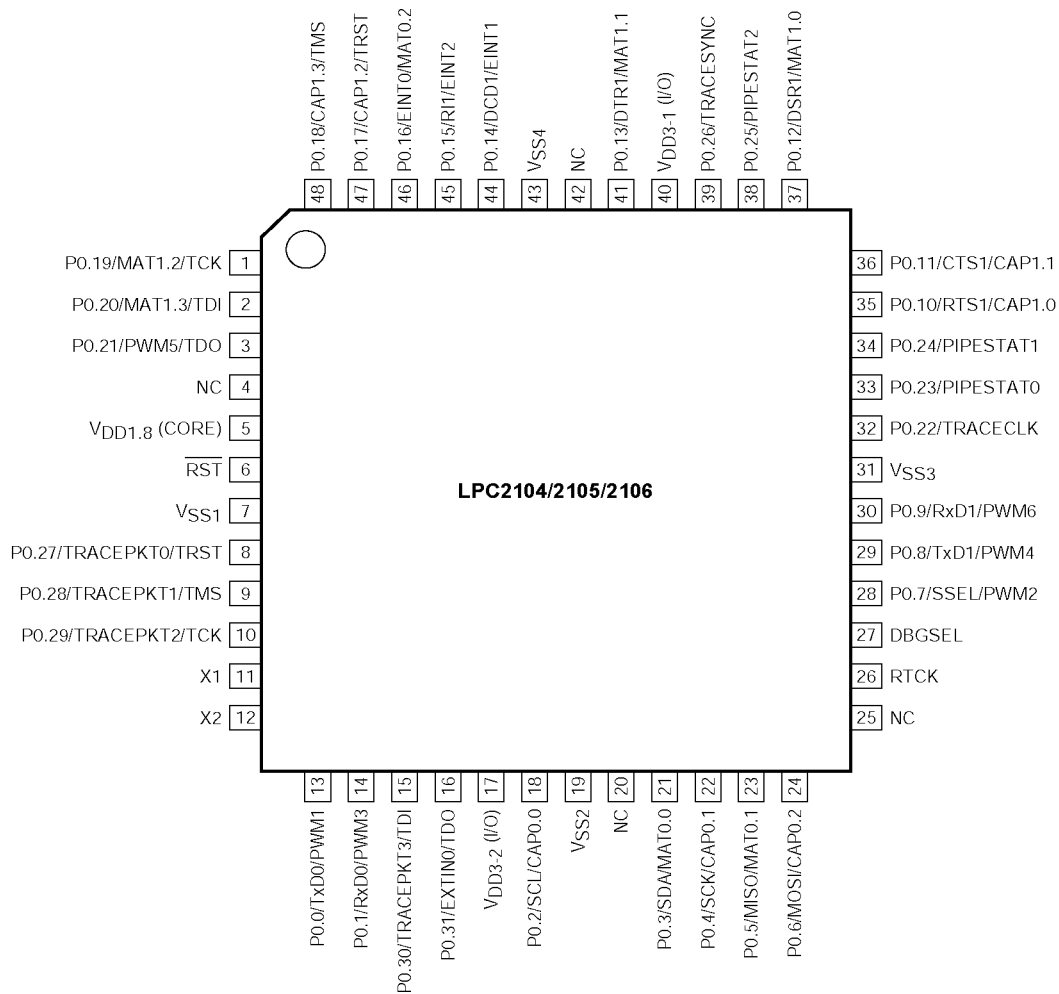 48 P0.18/CAP1.3/TMS
47 P0.17/CAP1.2/TRST
46 P0.16/EINT0/MAT0.2
45 P0.15/RI1/EINT2
44 P0.14/DCD1/EINT1
43 VSS4
42 NC
41 P0.13/DTR1/MAT1.1
40 VDD3-1 (I/O)
39 P0.26/TRACESYNC
38 P0.25/PIPESTAT2
37 P0.12/DSR1/MAT1.0
P0.19/MAT1.2/TCK 1
P0.20/MAT1.3/TDI 2
P0.21/PWM5/TDO 3
NC 4
VDD1.8 (CORE) 5
RST 6
VSS1 7
P0.27/TRACEPKT0/TRST 8
P0.28/TRACEPKT1/TMS 9
P0.29/TRACEPKT2/TCK 10
X1 11
X2 12
LPC2104/2105/2106
36 P0.11/CTS1/CAP1.1
35 P0.10/RTS1/CAP1.0
34 P0.24/PIPESTAT1
33 P0.23/PIPESTAT0
32 P0.22/TRACECLK
31 VSS3
30 P0.9/RxD1/PWM6
29 P0.8/TxD1/PWM4
28 P0.7/SSEL/PWM2
27 DBGSEL
26 RTCK
25 NC
P0.0/TxD0/PWM1 13
P0.1/RxD0/PWM3 14
P0.30/TRACEPKT3/TDI 15
P0.31/EXTIN0/TDO 16
VDD3-2 (I/O) 17
P0.2/SCL/CAP0.0 18
VSS2 19
NC 20
P0.3/SDA/MAT0.0 21
P0.4/SCK/CAP0.1 22
P0.5/MISO/MAT0.1 23
P0.6/MOSI/CAP0.2 24